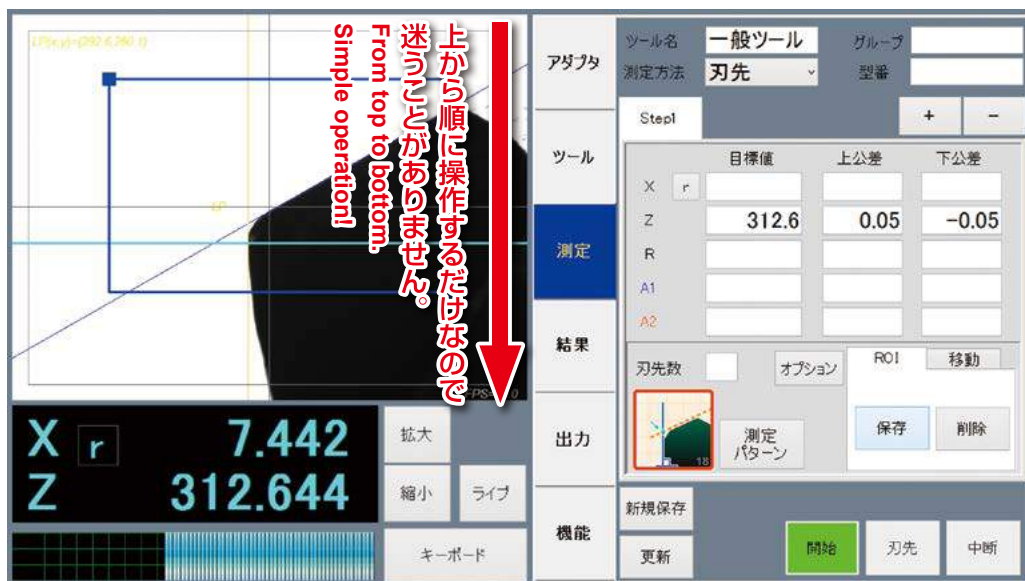 LP(x,y)=(292.6,260.1)
上から順に操作するだけなので
迷うことがありません。
From top to bottom.
Simple operation!
LP
X r 7.442
Z 312.644
拡大
縮小
ライブ
キーボード
アダプタ
ツール
測定
結果
出力
機能
ツール名 一般ツール グループ
測定方法 刃先 型番
Step1 + -
目標値 上公差 下公差
X r
Z 312.6 0.05 -0.05
R
A1
A2
刃先数 オプション ROI 移動
18
測定
パターン
保存 削除
新規保存
更新
開始 刃先 中断